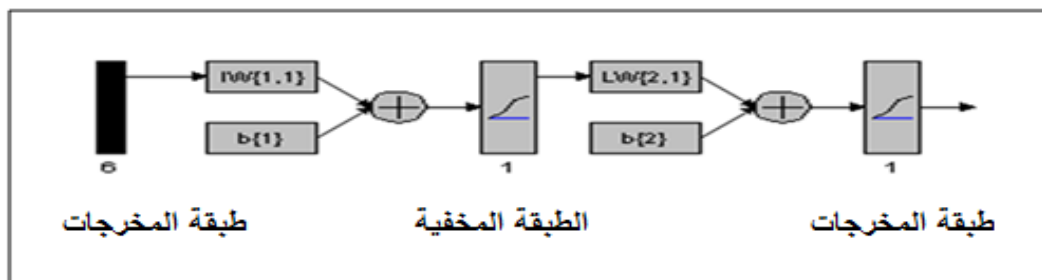 IW{1,1}
LW{2,1}
b{1}
b{2}
6
1
1
طبقة المخرجات
الطبقة المخفية
طبقة المخرجات